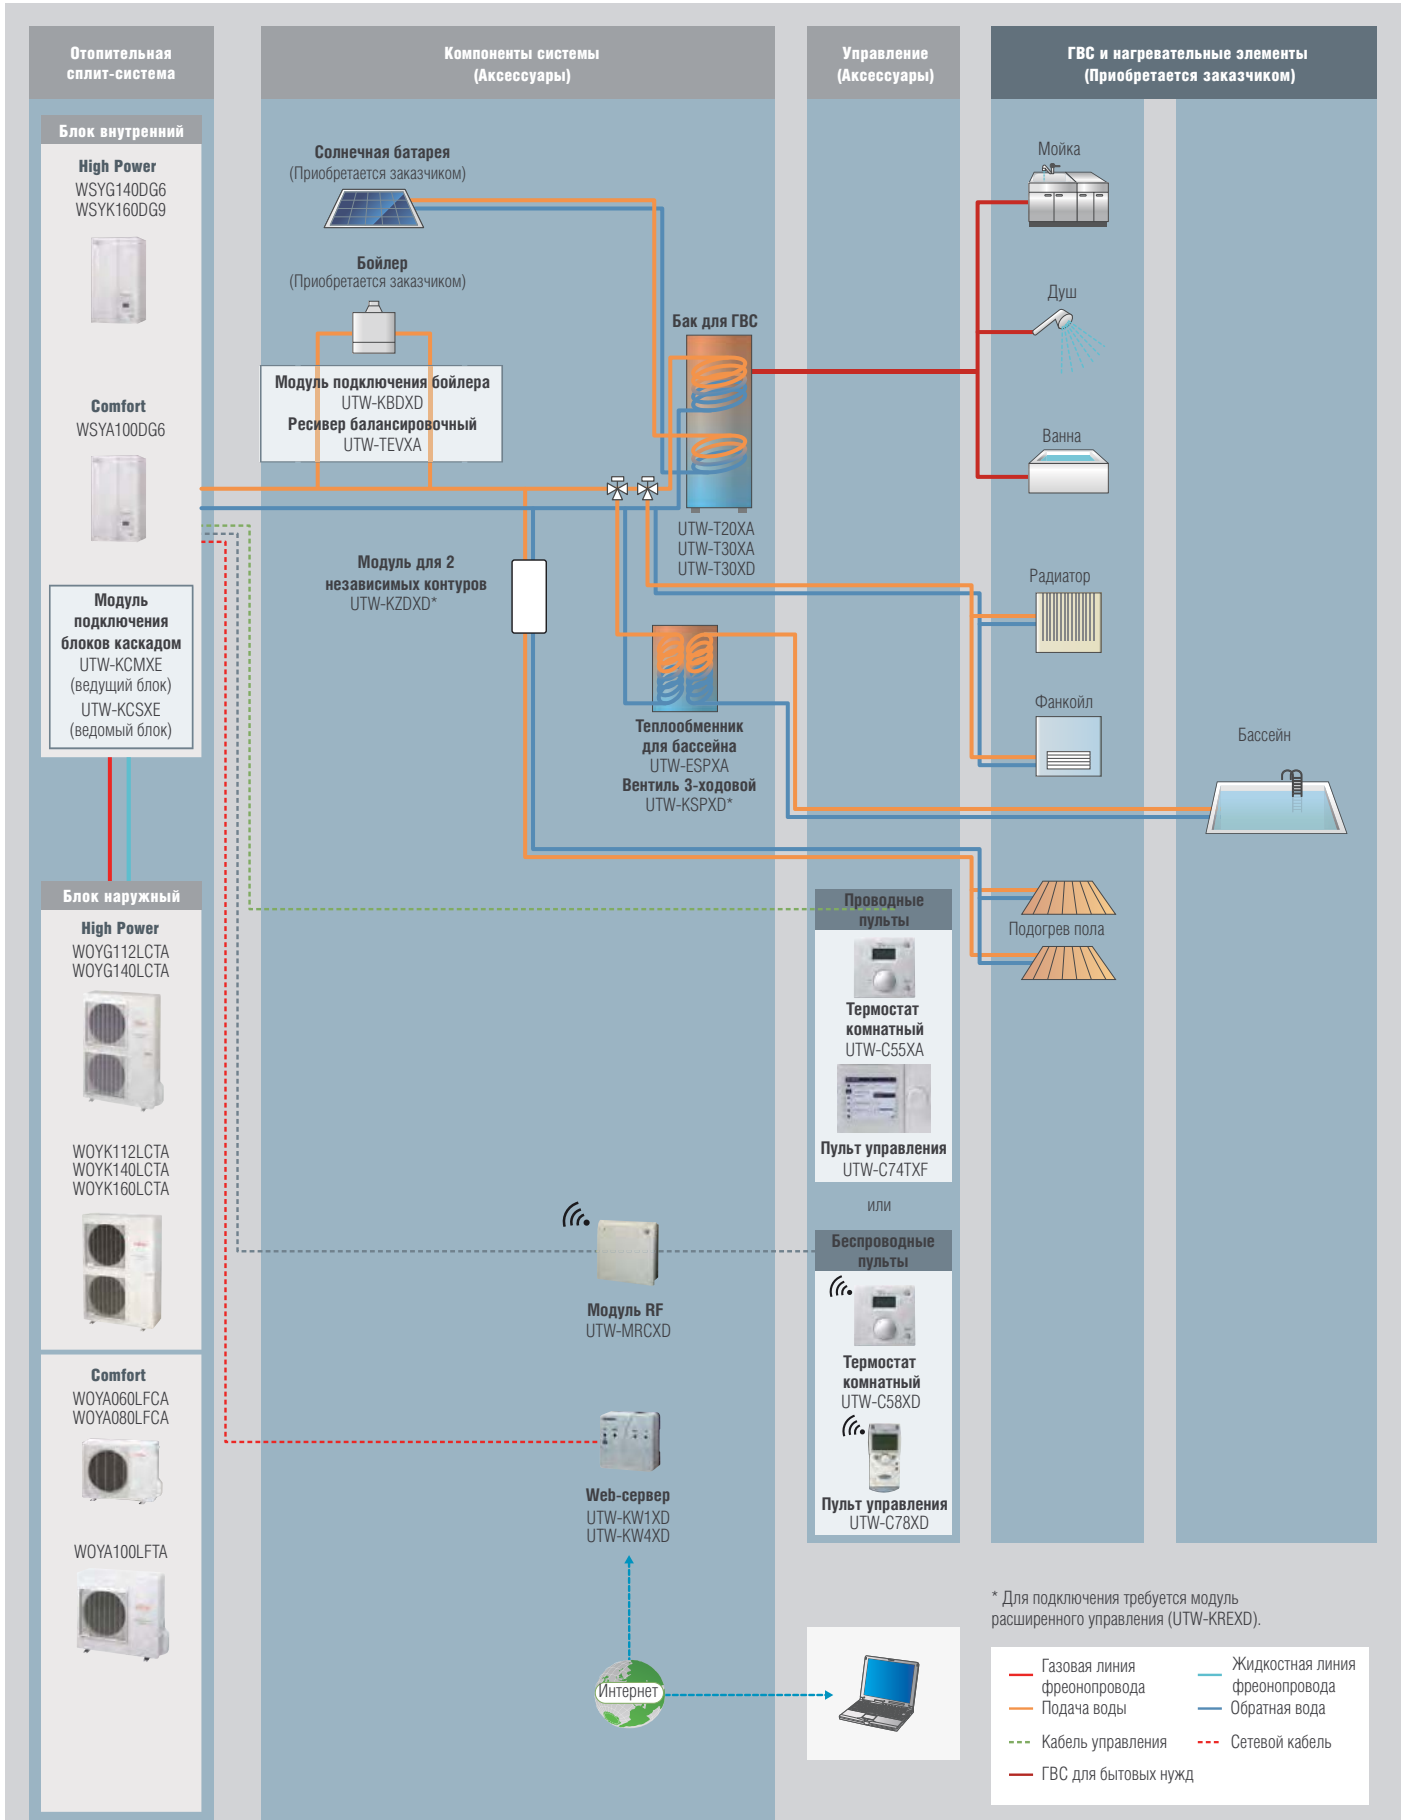 Отопительная
сплит-система
Компоненты системы
(Аксессуары)
Управление
(Аксессуары)
ГВС и нагревательные элементы
(Приобретается заказчиком)
Блок внутренний
High Power
WSYG140DG6
WSYK160DG9
Comfort
WSYA100DG6
Модуль
подключения
блоков каскадом
UTW-KCMXE
(ведущий блок)
UTW-KCSXE
(ведомый блок)
Блок наружный
High Power
WOYG112LCTA
WOYG140LCTA
WOYK112LCTA
WOYK140LCTA
WOYK160LCTA
Comfort
WOYA060LFCA
WOYA080LFCA
WOYA100LFTA
Солнечная батарея
(Приобретается заказчиком)
Бойлер
(Приобретается заказчиком)
Модуль подключения бойлера
UTW-KBDXD
Ресивер балансировочный
UTW-TEVXA
Бак для ГВС
UTW-T20XA
UTW-T30XA
UTW-T30XD
Модуль для 2
независимых контуров
UTW-KZDXD*
Теплообменник
для бассейна
UTW-ESPXA
Вентиль 3-ходовой
UTW-KSPXD*
Модуль RF
UTW-MRCXD
Web-сервер
UTW-KW1XD
UTW-KW4XD
Интернет
Проводные
пульты
Термостат
комнатный
UTW-C55XA
Пульт управления
UTW-C74TXF
или
Беспроводные
пульты
Термостат
комнатный
UTW-C58XD
Пульт управления
UTW-C78XD
Мойка
Душ
Ванна
Радиатор
Фанкойл
Бассейн
Подогрев пола
* Для подключения требуется модуль
расширенного управления (UTW-KREXD).
Газовая линия
фреонопровода
Жидкостная линия
фреонопровода
Подача воды
Обратная вода
Кабель управления
Сетевой кабель
ГВС для бытовых нужд